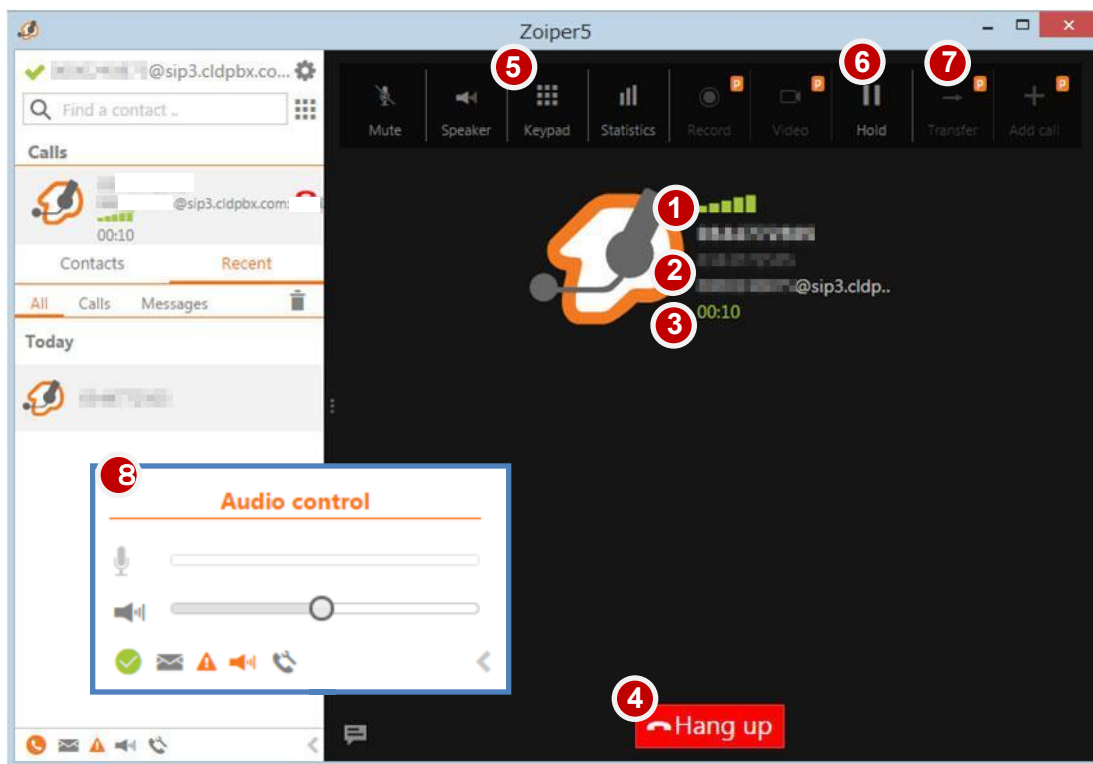 Zoiper5
@sip3.cldpbx.co...
Find a contact ..
Calls
@sip3.cldpbx.com:
00:10
Contacts Recent
All Calls Messages
Today
5 6 7
Mute Speaker Keypad Statistics Record Video Hold Transfer Add call
P P P P
1
2
@sip3.cldp..
3 00:10
8
Audio control
4
Hang up